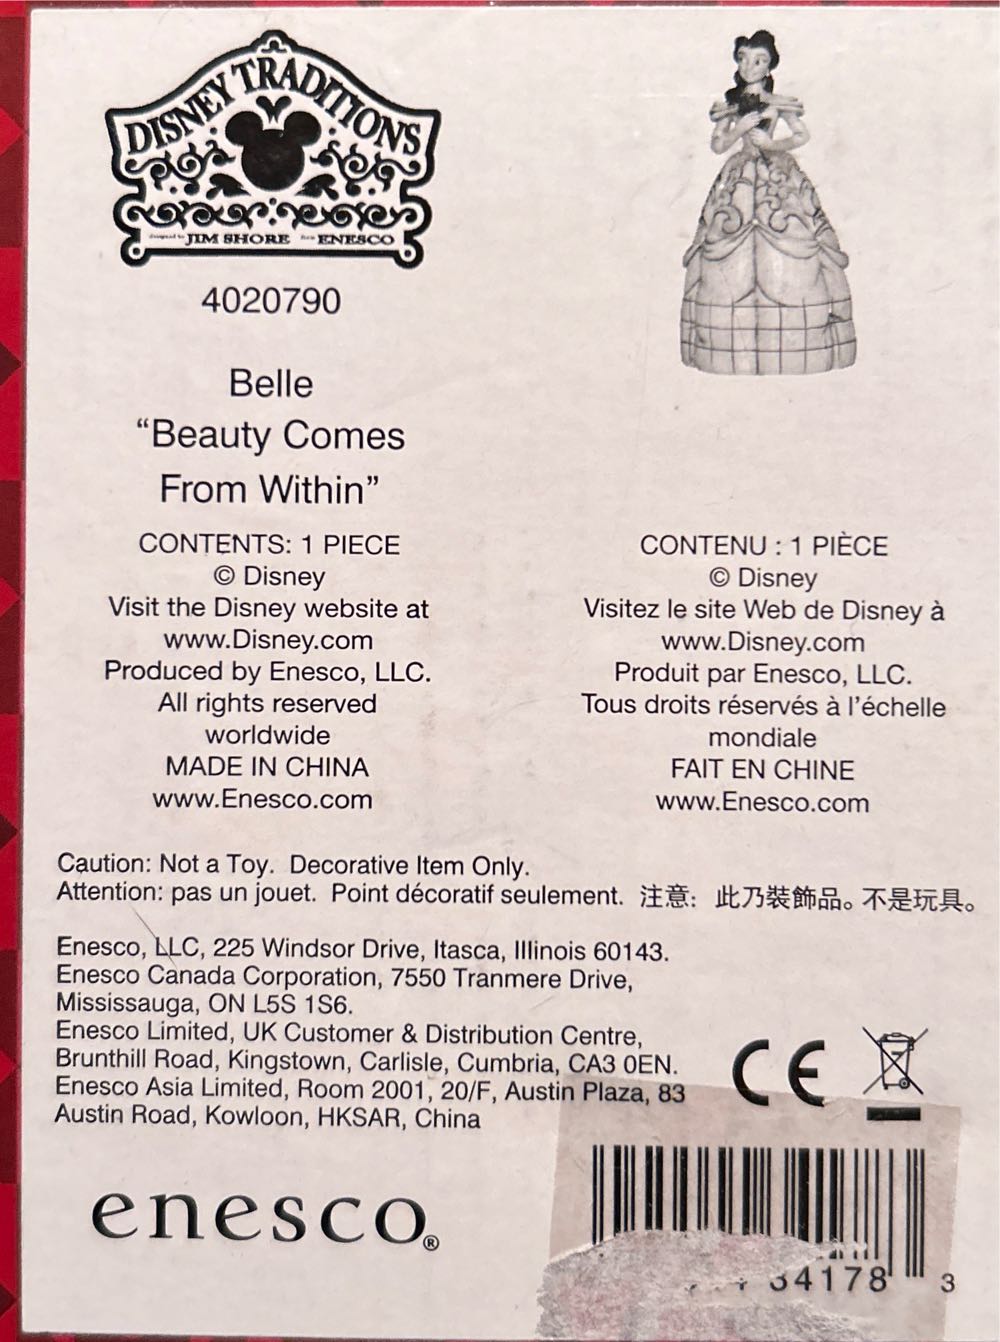 DISNEY TRADITIONS
designed by JIM SHORE from ENESCO
4020790
Belle
“Beauty Comes
From Within”
CONTENTS: 1 PIECE
© Disney
Visit the Disney website at
www.Disney.com
Produced by Enesco, LLC.
All rights reserved
worldwide
MADE IN CHINA
www.Enesco.com
CONTENU : 1 PIÈCE
© Disney
Visitez le site Web de Disney à
www.Disney.com
Produit par Enesco, LLC.
Tous droits réservés à l’échelle
mondiale
FAIT EN CHINE
www.Enesco.com
Caution: Not a Toy. Decorative Item Only.
Attention: pas un jouet. Point décoratif seulement. 注意: 此乃裝飾品。不是玩具。
Enesco, LLC, 225 Windsor Drive, Itasca, Illinois 60143.
Enesco Canada Corporation, 7550 Tranmere Drive,
Mississauga, ON L5S 1S6.
Enesco Limited, UK Customer & Distribution Centre,
Brunthill Road, Kingstown, Carlisle, Cumbria, CA3 0EN.
Enesco Asia Limited, Room 2001, 20/F, Austin Plaza, 83
Austin Road, Kowloon, HKSAR, China
CE
enesco®
34178 3